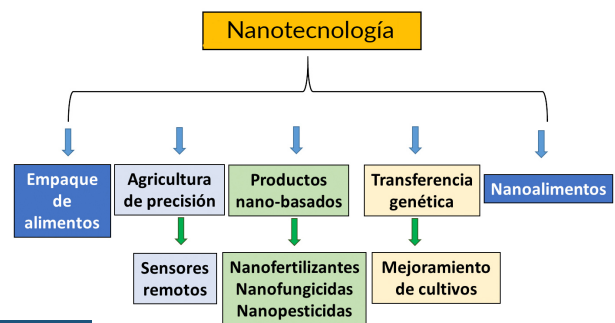 Nanotecnología
Empaque
de
alimentos
Agricultura
de precisión
Productos
nano-basados
Transferencia
genética
Nanoalimentos
Sensores
remotos
Nanofertilizantes
Nanofungicidas
Nanopesticidas
Mejoramiento
de cultivos